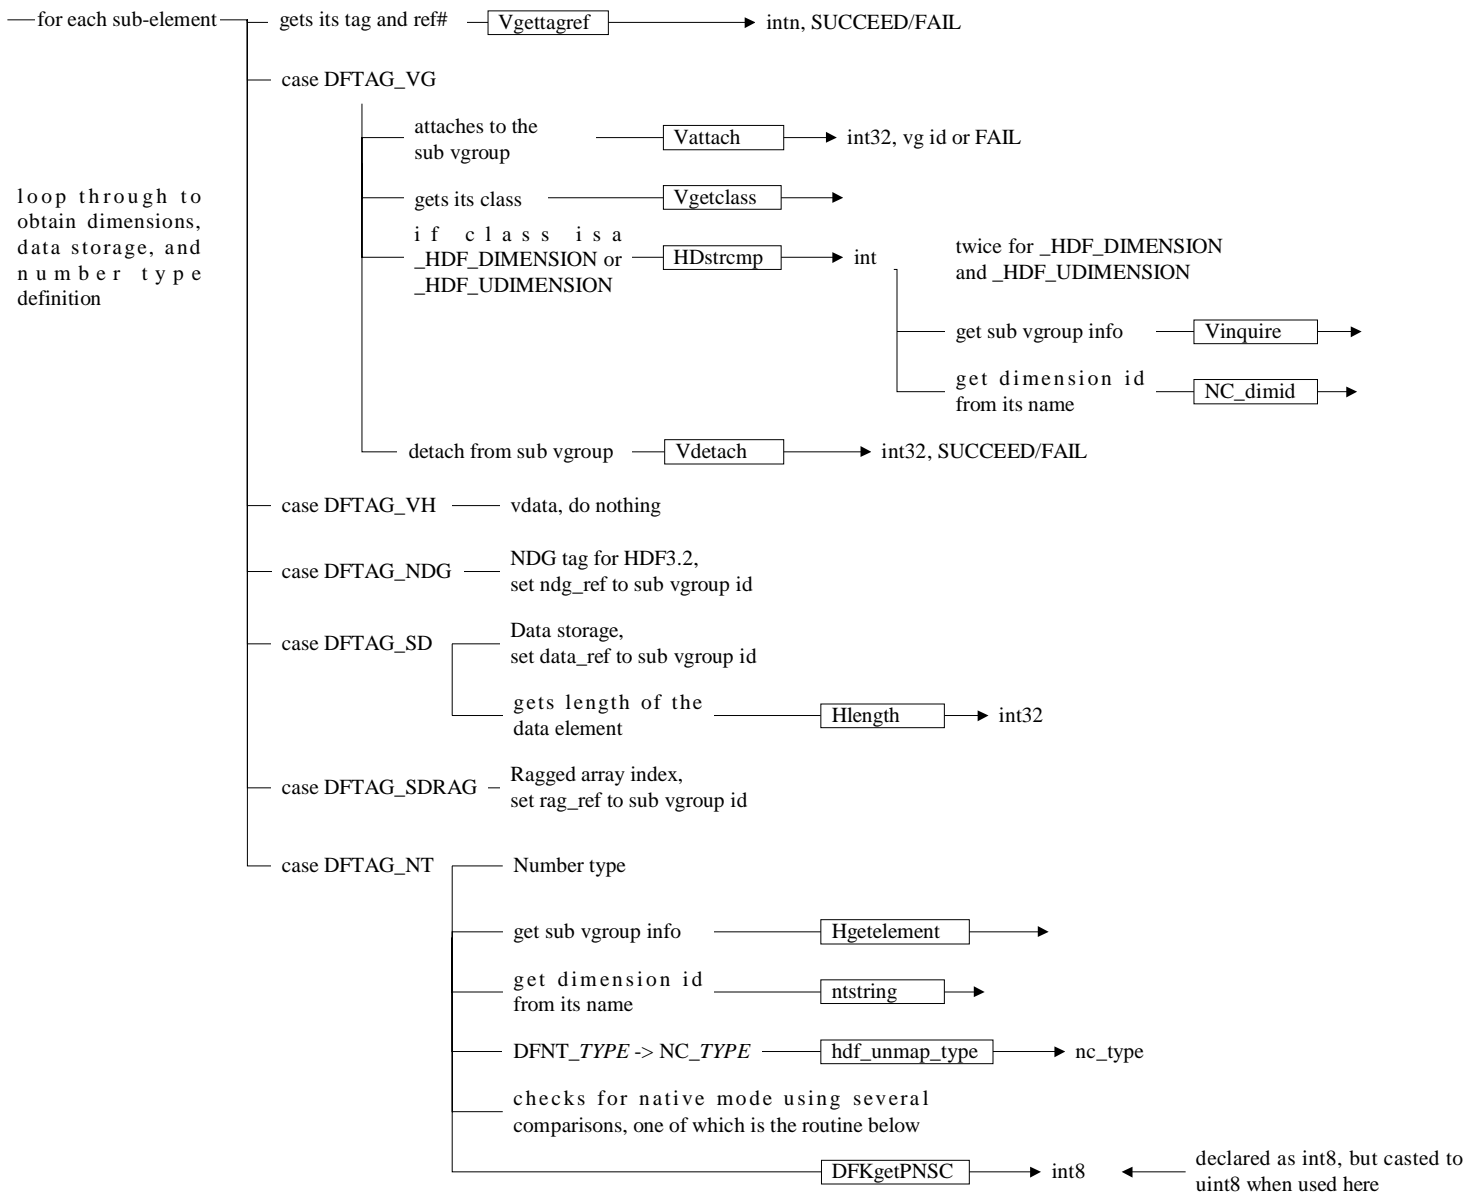 for each sub-element
gets its tag and ref#
Vgettagref
intn, SUCCEED/FAIL
case DFTAG_VG
attaches to the
sub vgroup
Vattach
int32, vg id or FAIL
loop through to
obtain dimensions,
data storage, and
number type
definition
gets its class
Vgetclass
if class isa
_HDF_DIMENSION or
_HDF_UDIMENSION
HDstrcmp
int
twice for _HDF_DIMENSION
and _HDF_UDIMENSION
get sub vgroup info
Vinquire
get dimension id
from its name
NC_dimid
detach from sub vgroup
Vdetach
int32, SUCCEED/FAIL
case DFTAG_VH
vdata, do nothing
case DFTAG_NDG
NDG tag for HDF3.2,
set ndg_ref to sub vgroup id
case DFTAG_SD
Data storage,
set data_ref to sub vgroup id
gets length of the
data element
Hlength
int32
case DFTAG_SDRAG
Ragged array index,
set rag_ref to sub vgroup id
case DFTAG_NT
Number type
get sub vgroup info
Hgetelement
get dimension id
from its name
ntstring
DFNT_TYPE -> NC_TYPE
hdf_unmap_type
nc_type
checks for native mode using several
comparisons, one of which is the routine below
DFKgetPNSC
int8
declared as int8, but casted to
uint8 when used here